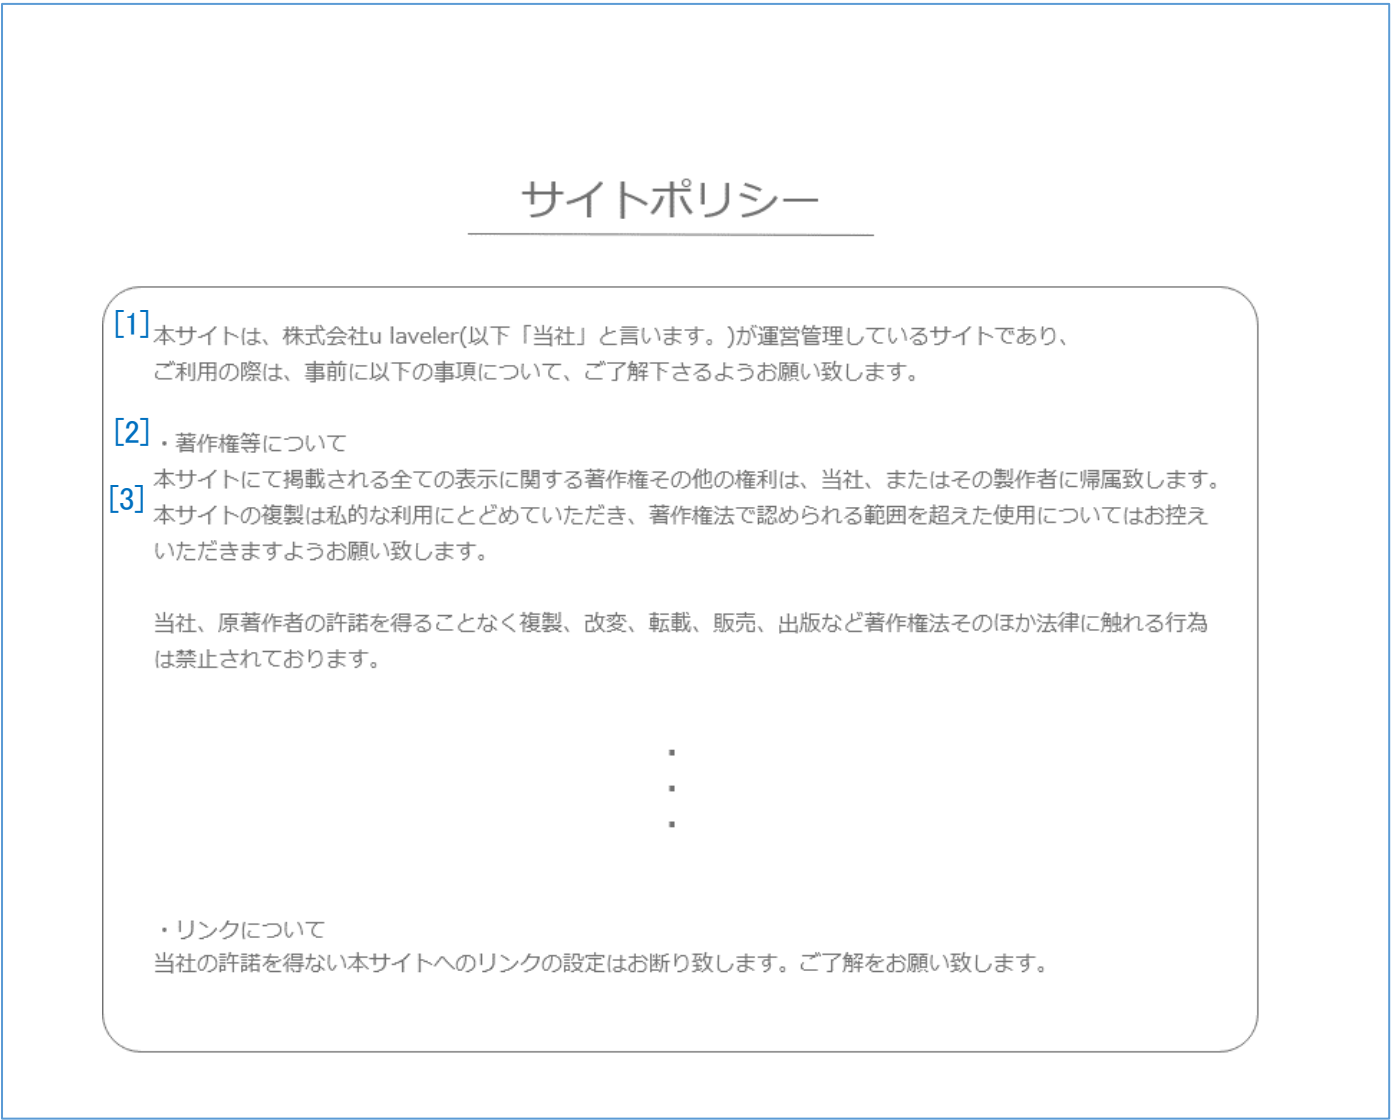 サイトポリシー
[1]
本サイトは、株式会社u laveler(以下「当社」と言います。)が運営管理しているサイトであり、
ご利用の際は、事前に以下の事項について、ご了解下さるようお願い致します。
[2]
・著作権等について
本サイトにて掲載される全ての表示に関する著作権その他の権利は、当社、またはその製作者に帰属致します。
[3]
本サイトの複製は私的な利用にとどめていただき、著作権法で認められる範囲を超えた使用についてはお控え
いただきますようお願い致します。
当社、原著作者の許諾を得ることなく複製、改変、転載、販売、出版など著作権法そのほか法律に触れる行為
は禁止されております。
・
・
・
・リンクについて
当社の許諾を得ない本サイトへのリンクの設定はお断り致します。ご了解をお願い致します。